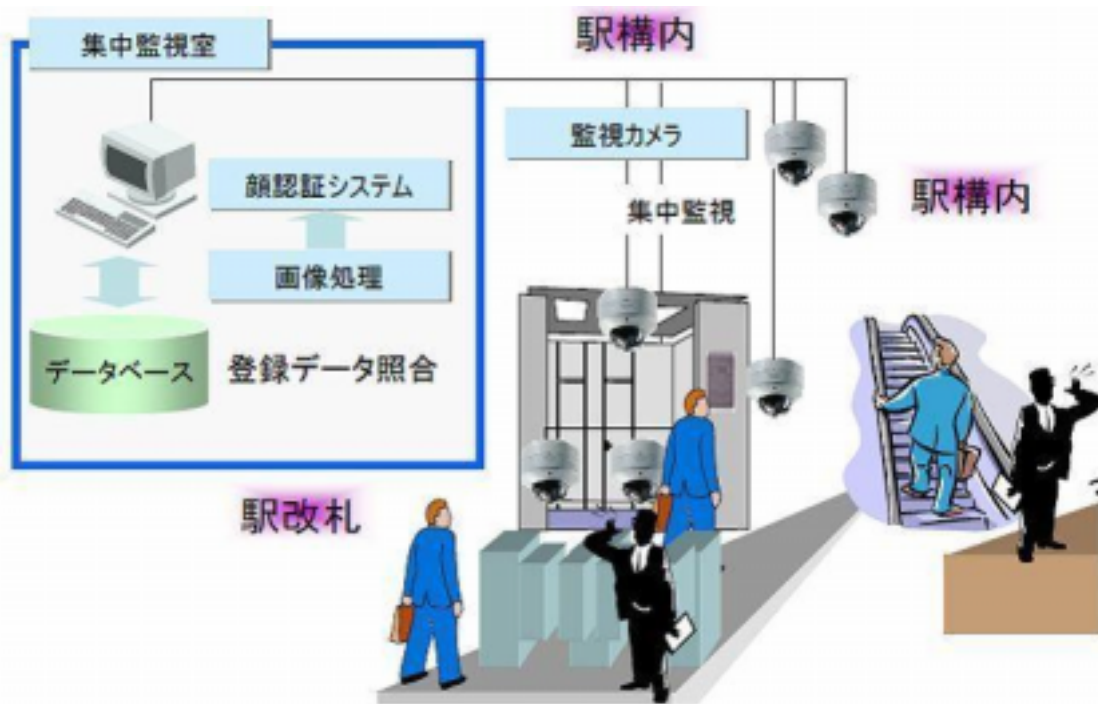 集中監視室
駅構内
監視カメラ
顔認証システム
駅構内
集中監視
画像処理
データベース
登録データ照合
駅改札